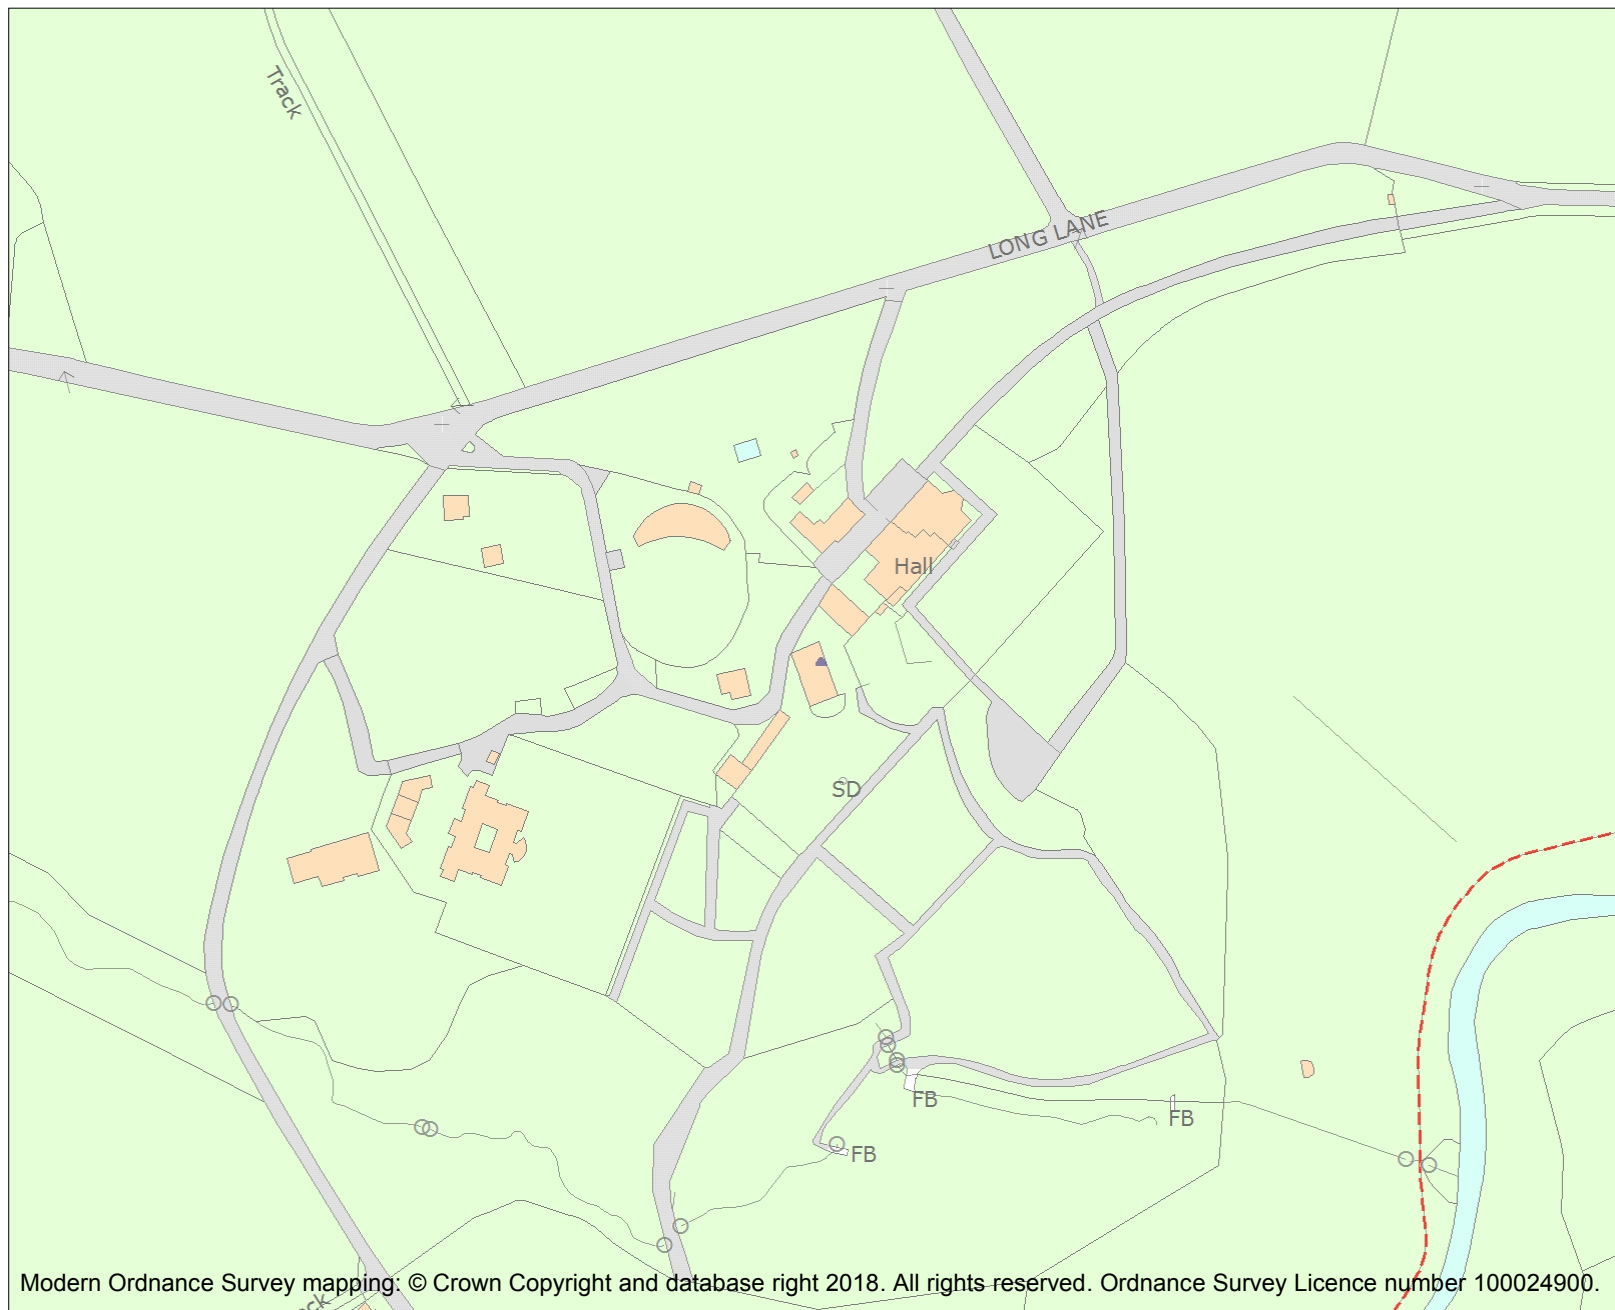 Track
LONG LANE
Hall
SD
FB
FB
FB
Modern Ordnance Survey mapping: © Crown Copyright and database right 2018. All rights reserved. Ordnance Survey Licence number 100024900.